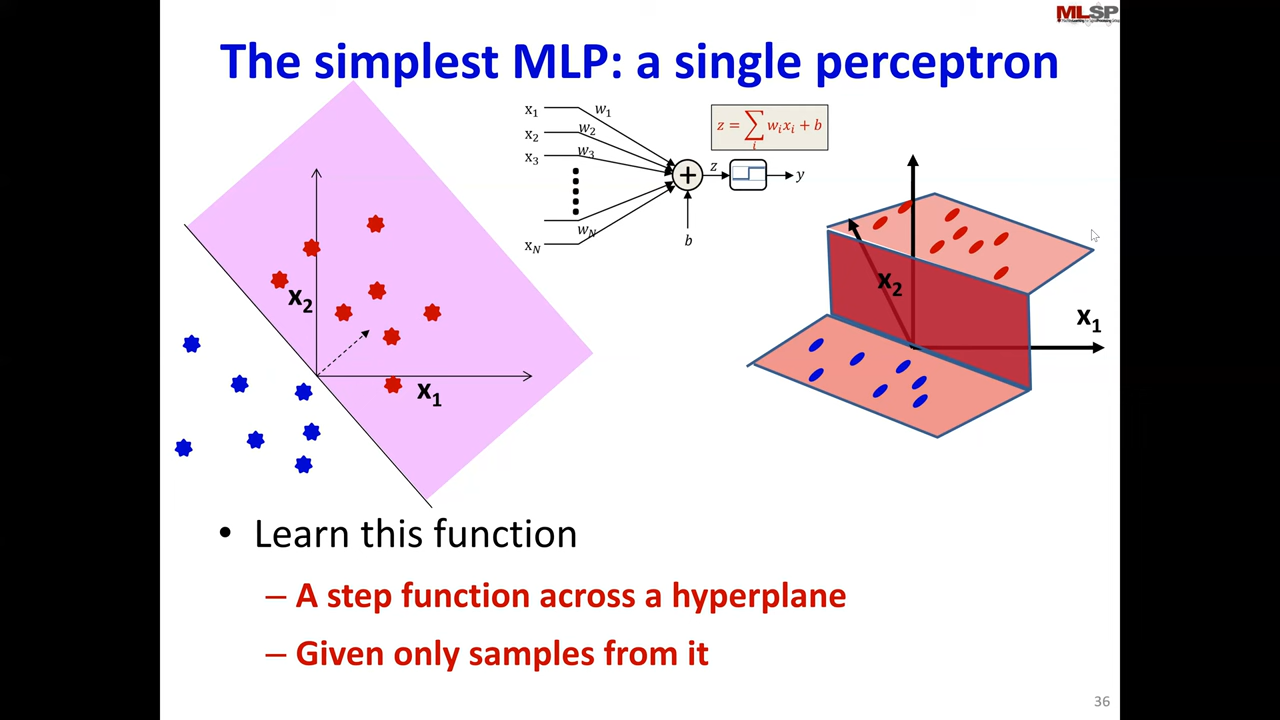 MLSP
The simplest MLP: a single perceptron
x1 w1
x2 w2
x3 w3
xN wN
z = ∑i wixi + b
+ z y
b
x2
x1
x2
x1
• Learn this function
– A step function across a hyperplane
– Given only samples from it
36